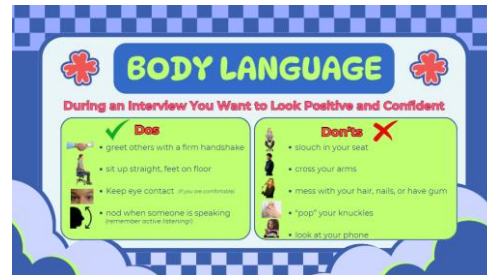 BODY LANGUAGE
During an Interview You Want to Look Positive and Confident
Dos
• greet others with a firm handshake
• sit up straight, feet on floor
• Keep eye contact (if you are comfortable)
• nod when someone is speaking
(remember active listening!)
Don'ts
• slouch in your seat
• cross your arms
• mess with your hair, nails, or have gum
• "pop" your knuckles
• look at your phone